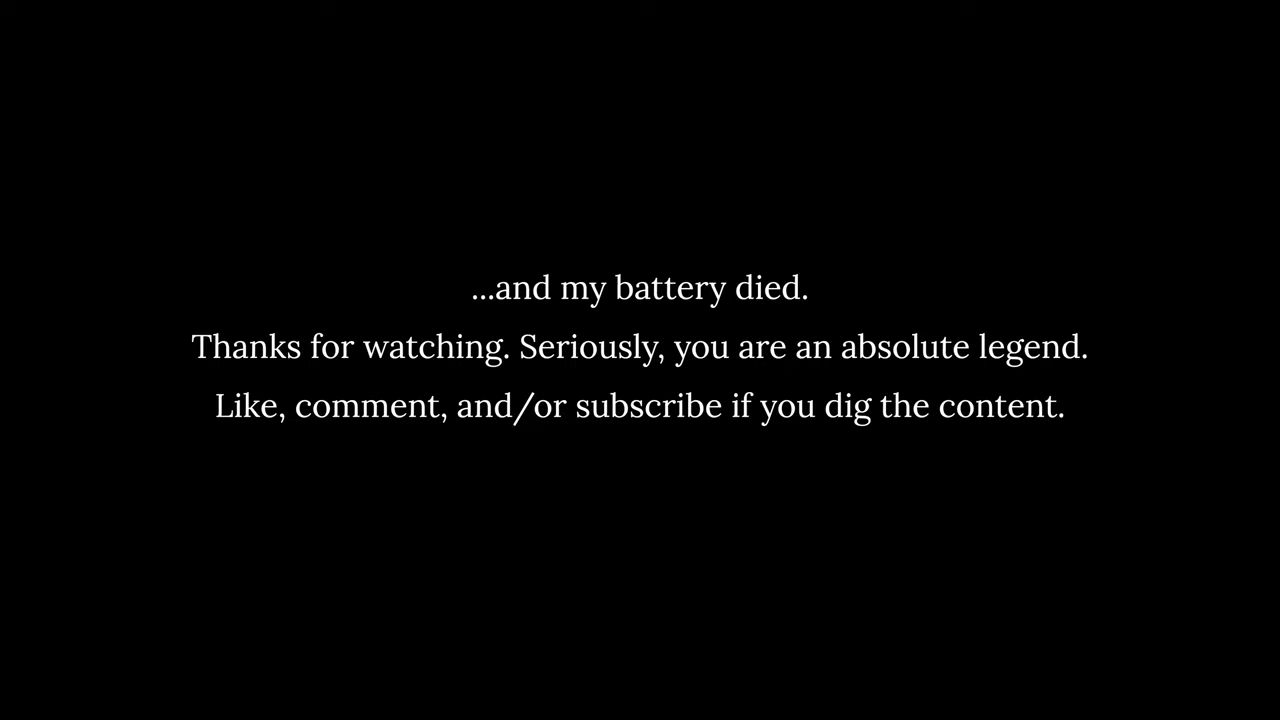 ...and my battery died.
Thanks for watching. Seriously, you are an absolute legend.
Like, comment, and/or subscribe if you dig the content.